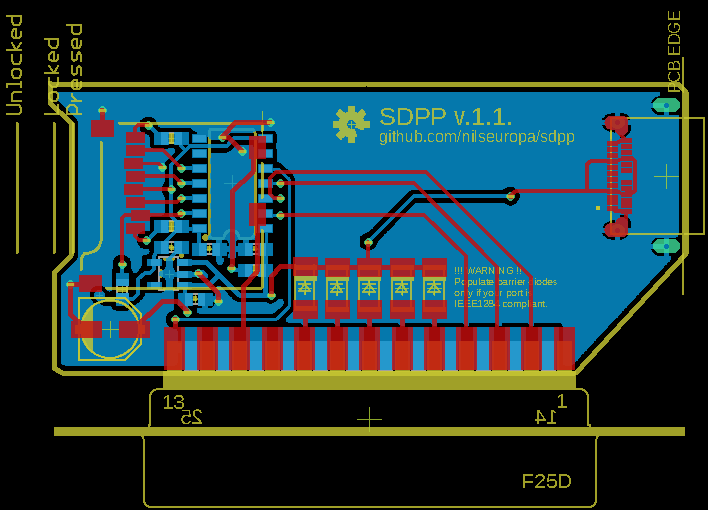 Unlocked
Locked
Pressed
PCB EDGE
SDPP v.1.1.
github.com/nilseuropa/sdpp
!!! WARNING !!
Populate barrier diodes
only if your port is
IEEE1284 compliant.
13
25
1
14
F25D